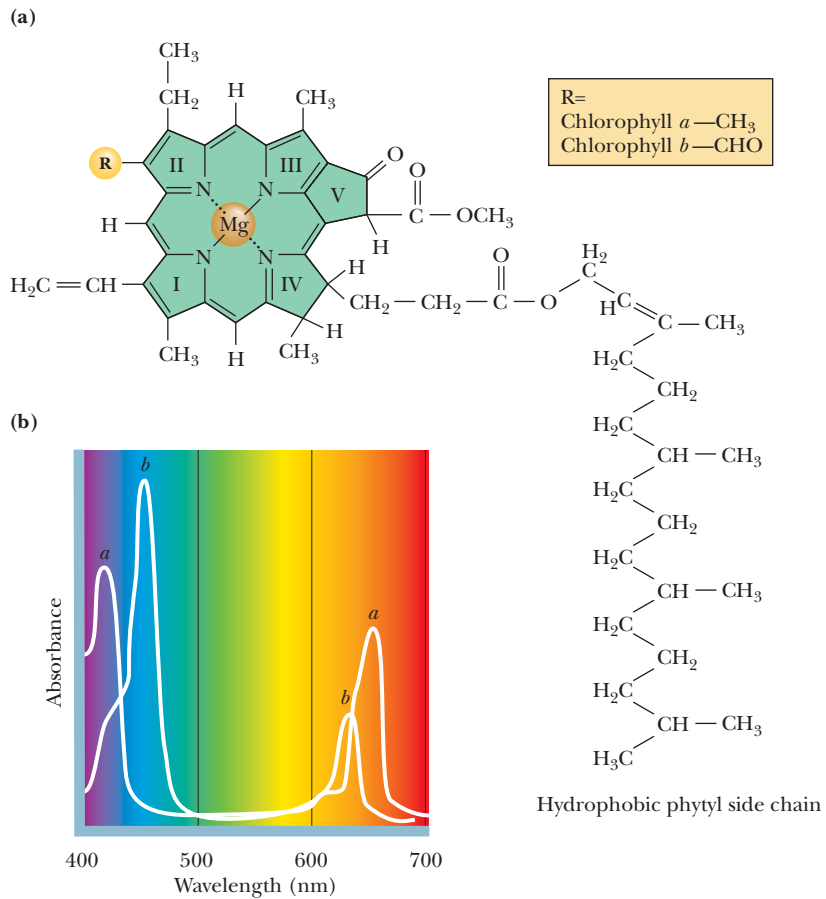 (a)
CH₃
CH₂
H
CH₃
R
II
III
O
N
N
V
O
C
OCH₃
Mg
H
H
N
N
H
H₂C=CH
I
IV
CH₂
CH₂
C
O
O
H
CH₃
H
CH₃
R=
Chlorophyll a —CH₃
Chlorophyll b —CHO
H₂
C
H
C — CH₃
H₂C
CH₂
H₂C
CH — CH₃
H₂C
CH₂
H₂C
CH — CH₃
H₂C
CH₂
H₂C
CH — CH₃
H₃C
Hydrophobic phytyl side chain
(b)
b
a
a
b
Absorbance
400 500 600 700
Wavelength (nm)